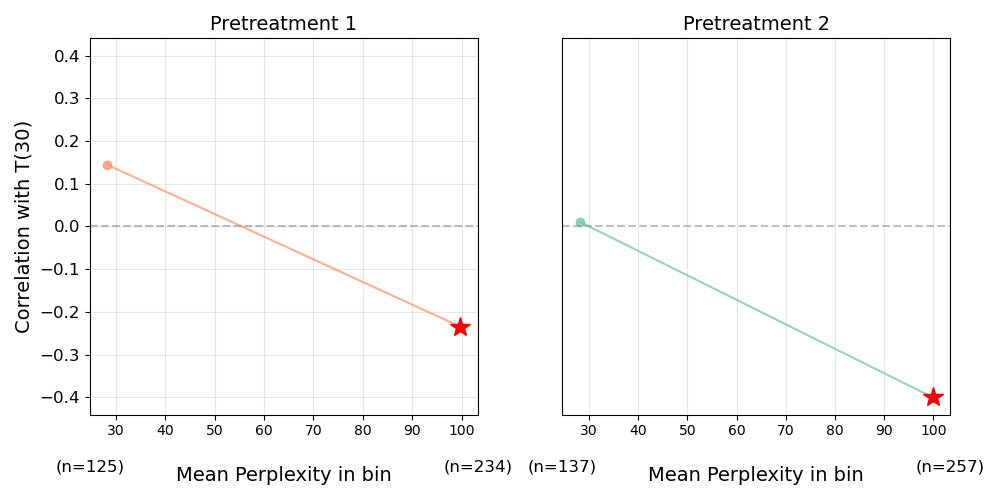 Pretreatment 1
Pretreatment 2
Correlation with T(30)
0.4
0.3
0.2
0.1
0.0
−0.1
−0.2
−0.3
−0.4
30 40 50 60 70 80 90 100
30 40 50 60 70 80 90 100
(n=125) (n=234) (n=137) (n=257)
Mean Perplexity in bin
Mean Perplexity in bin